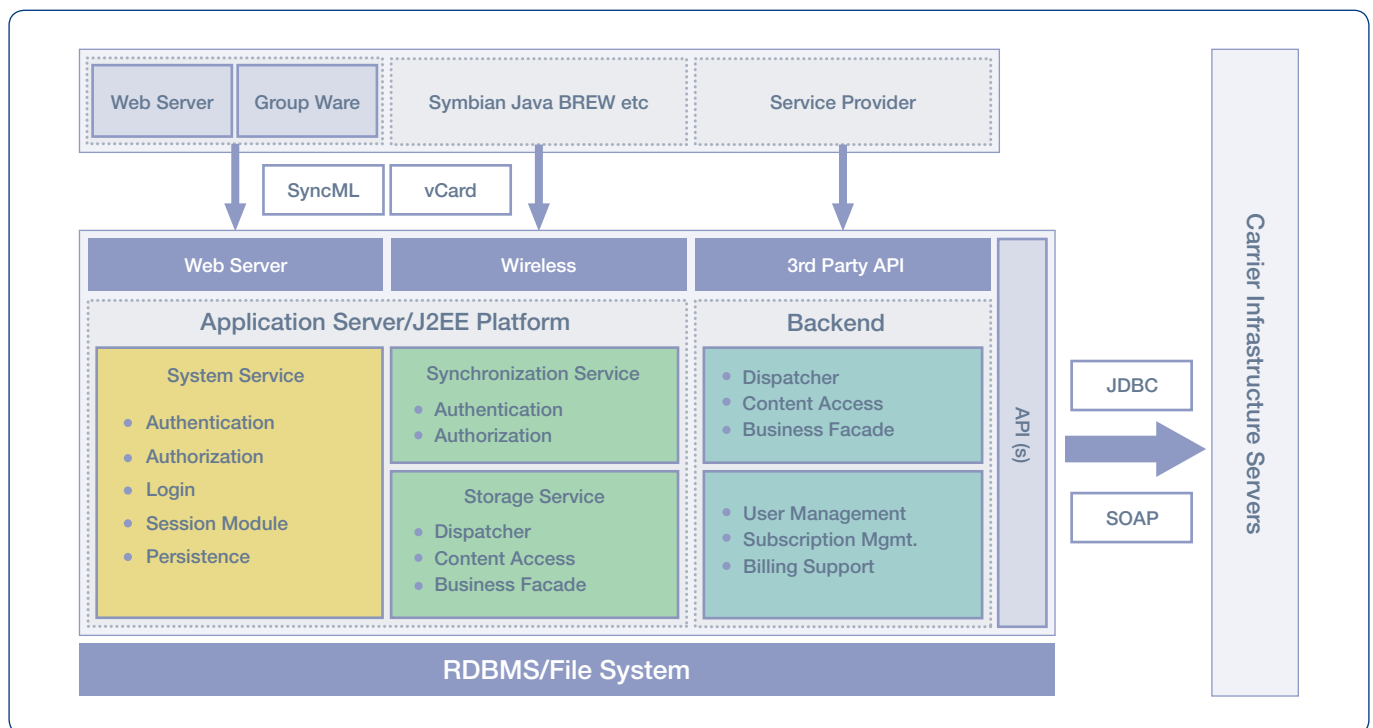 Web Server
Group Ware
Symbian Java BREW etc
Service Provider
SyncML
vCard
Web Server
Wireless
3rd Party API
Application Server/J2EE Platform
Backend
System Service
Authentication
Authorization
Login
Session Module
Persistence
Synchronization Service
Authentication
Authorization
Storage Service
Dispatcher
Content Access
Business Facade
Dispatcher
Content Access
Business Facade
User Management
Subscription Mgmt.
Billing Support
API (s)
JDBC
SOAP
Carrier Infrastructure Servers
RDBMS/File System